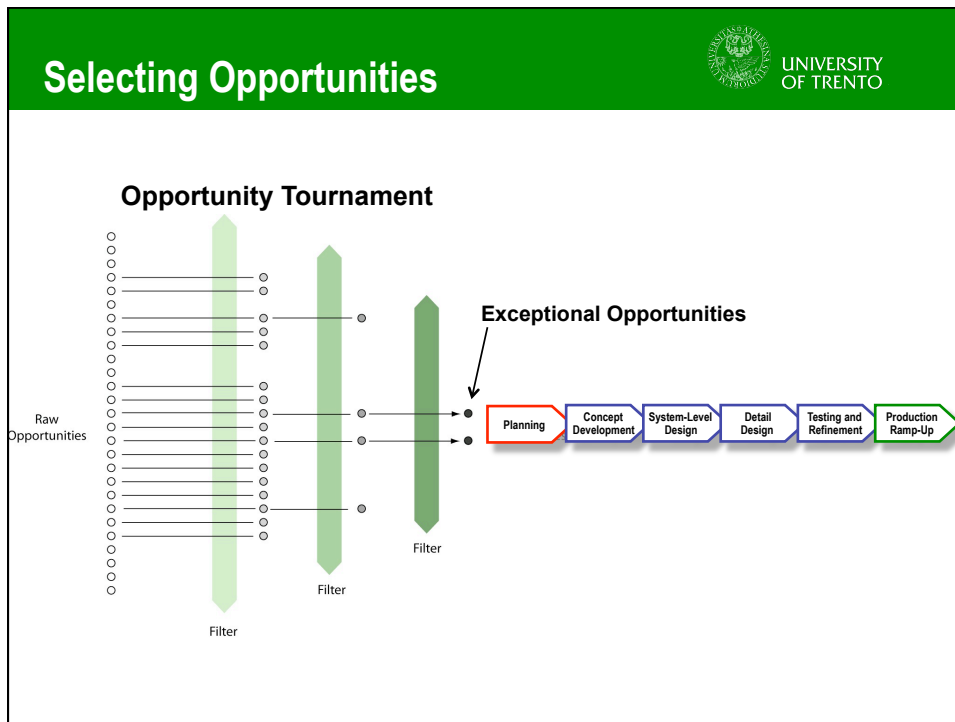 Selecting Opportunities
UNIVERSITY
OF TRENTO
Opportunity Tournament
Exceptional Opportunities
Raw
Opportunities
Planning
Concept
Development
System-Level
Design
Detail
Design
Testing and
Refinement
Production
Ramp-Up
Filter
Filter
Filter